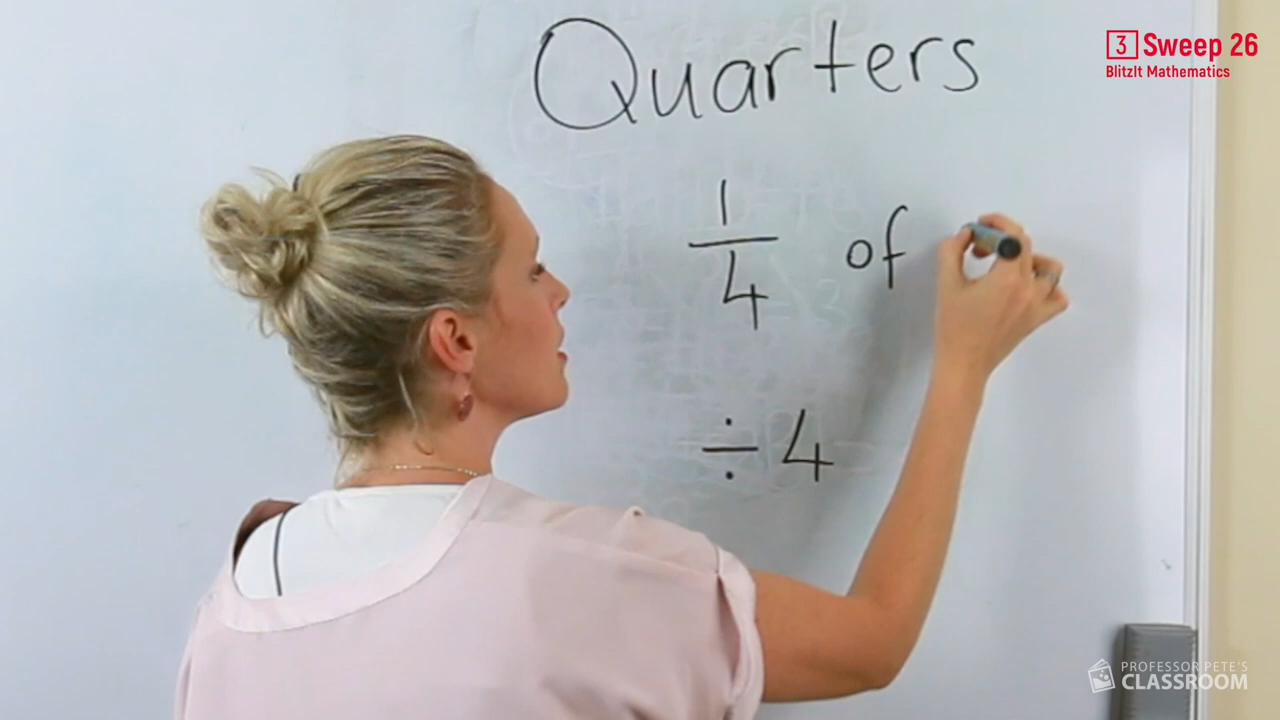 Quarters
1/4 of
÷ 4
3 Sweep 26
BlitzIt Mathematics
PROFESSOR PETE'S
CLASSROOM